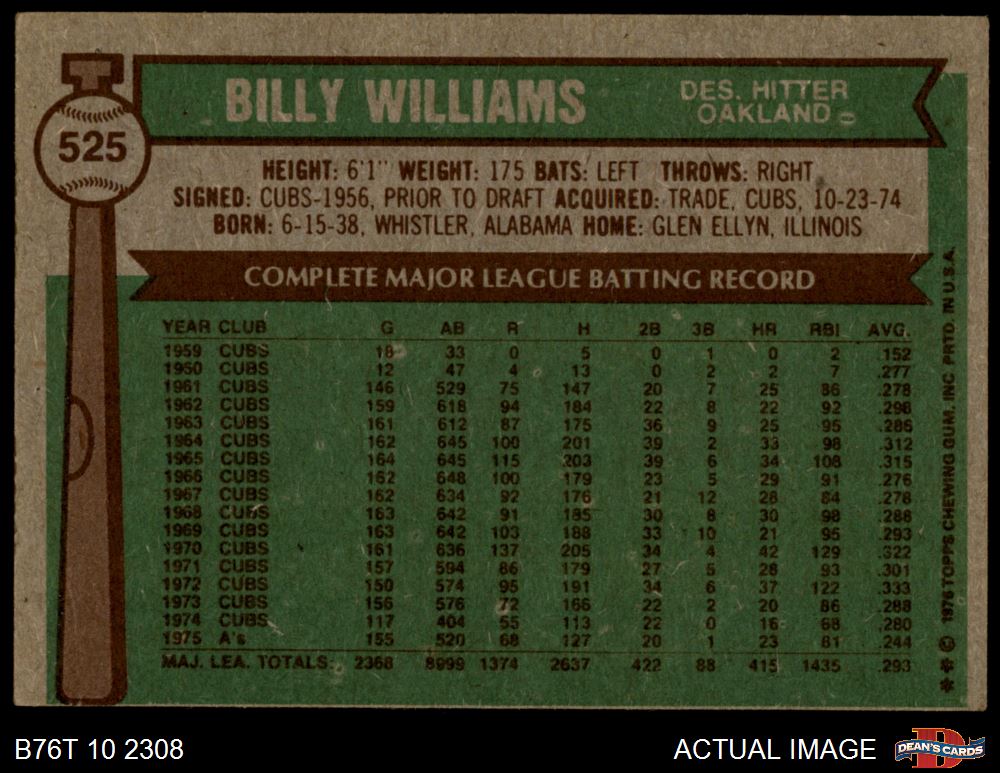 525
BILLY WILLIAMS
DES. HITTER
OAKLAND
HEIGHT: 6'1" WEIGHT: 175 BATS: LEFT THROWS: RIGHT
SIGNED: CUBS-1956, PRIOR TO DRAFT ACQUIRED: TRADE, CUBS, 10-23-74
BORN: 6-15-38, WHISTLER, ALABAMA HOME: GLEN ELLYN, ILLINOIS
COMPLETE MAJOR LEAGUE BATTING RECORD
YEAR CLUB G AB R H 2B 3B HR RBI AVG.
1959 CUBS 18 33 0 5 0 1 0 2 .152
1960 CUBS 12 47 4 13 0 2 2 7 .277
1961 CUBS 146 529 75 147 20 7 25 86 .278
1962 CUBS 159 618 94 184 22 8 22 92 .298
1963 CUBS 161 612 87 175 36 9 25 95 .286
1964 CUBS 162 645 100 201 39 2 33 98 .312
1965 CUBS 164 645 115 203 39 6 34 108 .315
1966 CUBS 162 648 100 179 23 5 29 91 .276
1967 CUBS 162 634 92 176 21 12 28 84 .278
1968 CUBS 163 642 91 185 30 8 30 98 .288
1969 CUBS 163 642 103 188 33 10 21 95 .293
1970 CUBS 161 636 137 205 34 4 42 129 .322
1971 CUBS 157 594 86 179 27 5 28 93 .301
1972 CUBS 150 574 95 191 34 6 37 122 .333
1973 CUBS 156 576 72 166 22 2 20 86 .288
1974 CUBS 117 404 55 113 22 0 16 68 .280
1975 A's 155 520 68 127 20 1 23 81 .244
MAJ. LEA. TOTALS: 2368 8999 1374 2637 422 88 415 1435 .293
** © 1976 TOPPS CHEWING GUM, INC. PRTD. IN U.S.A.
B76T 10 2308
ACTUAL IMAGE
DEAN'S CARDS